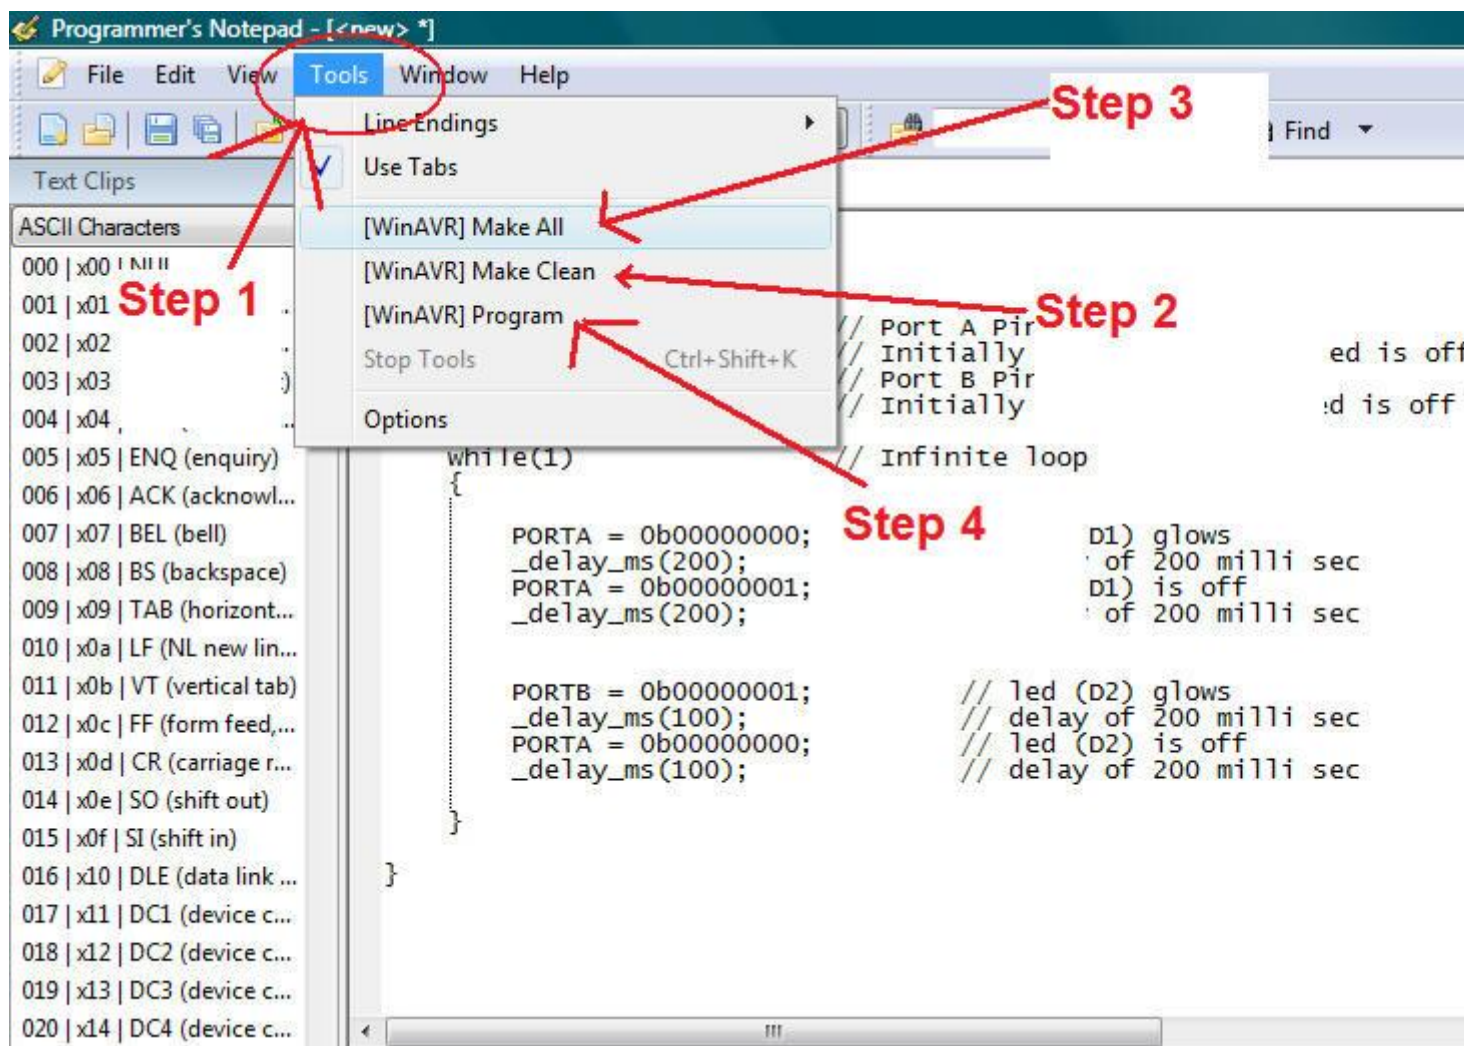 Programmer's Notepad - [<new> *]
File Edit View Tools Window Help
Find
Step 3
Line Endings
Use Tabs
[WinAVR] Make All
[WinAVR] Make Clean
[WinAVR] Program
Stop Tools Ctrl+Shift+K
Options
Step 1
Step 2
Step 4
Text Clips
ASCII Characters
000 | x00 | NUL
001 | x01
002 | x02
003 | x03
004 | x04
005 | x05 | ENQ (enquiry)
006 | x06 | ACK (acknowl...
007 | x07 | BEL (bell)
008 | x08 | BS (backspace)
009 | x09 | TAB (horizont...
010 | x0a | LF (NL new lin...
011 | x0b | VT (vertical tab)
012 | x0c | FF (form feed,...
013 | x0d | CR (carriage r...
014 | x0e | SO (shift out)
015 | x0f | SI (shift in)
016 | x10 | DLE (data link ...
017 | x11 | DC1 (device c...
018 | x12 | DC2 (device c...
019 | x13 | DC3 (device c...
020 | x14 | DC4 (device c...
// Port A Pin
// Initially ed is off
// Port B Pin
// Initially d is off
while(1) // Infinite loop
{
PORTA = 0b00000000; D1) glows
_delay_ms(200); of 200 milli sec
PORTA = 0b00000001; D1) is off
_delay_ms(200); of 200 milli sec
PORTB = 0b00000001; // led (D2) glows
_delay_ms(100); // delay of 200 milli sec
PORTA = 0b00000000; // led (D2) is off
_delay_ms(100); // delay of 200 milli sec
}
}